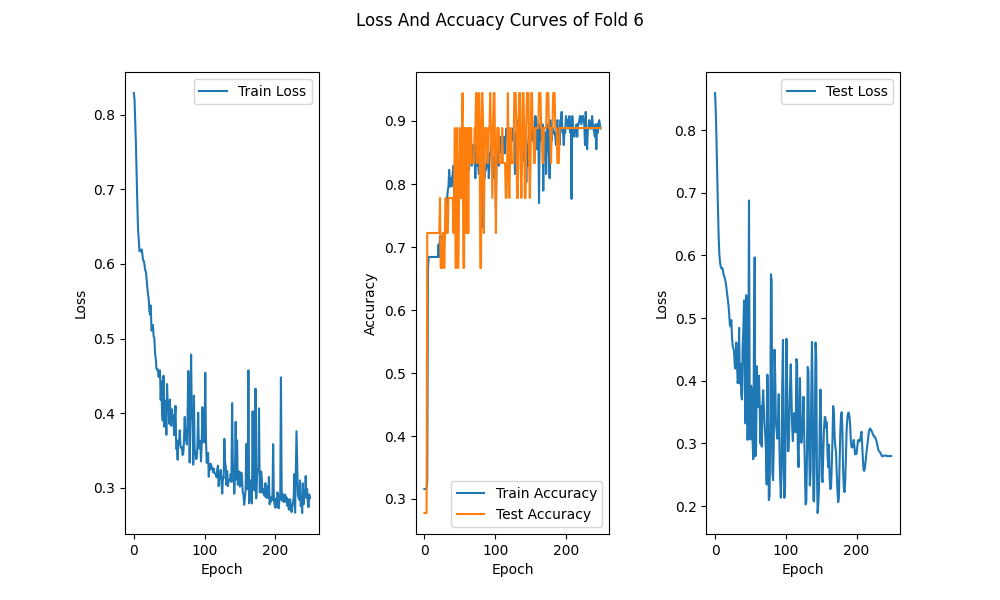 Loss And Accuacy Curves of Fold 6
Train Loss
0.8
0.7
0.6
0.5
0.4
0.3
Loss
0
100
200
Epoch
0.9
0.8
0.7
0.6
0.5
0.4
0.3
Accuracy
Train Accuracy
Test Accuracy
0
100
200
Epoch
Test Loss
0.8
0.7
0.6
0.5
0.4
0.3
0.2
Loss
0
100
200
Epoch